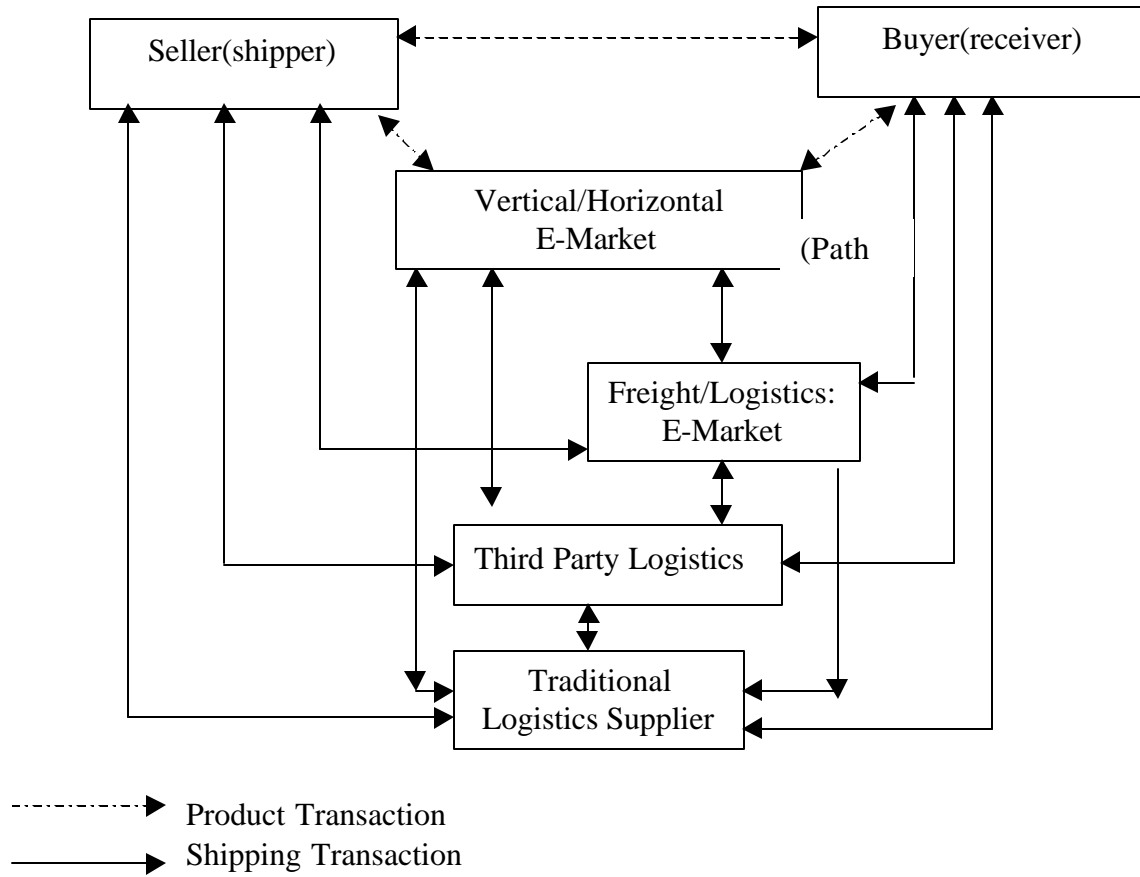 Seller(shipper)
Buyer(receiver)
Vertical/Horizontal
E-Market
(Path
Freight/Logistics:
E-Market
Third Party Logistics
Traditional
Logistics Supplier
Product Transaction
Shipping Transaction